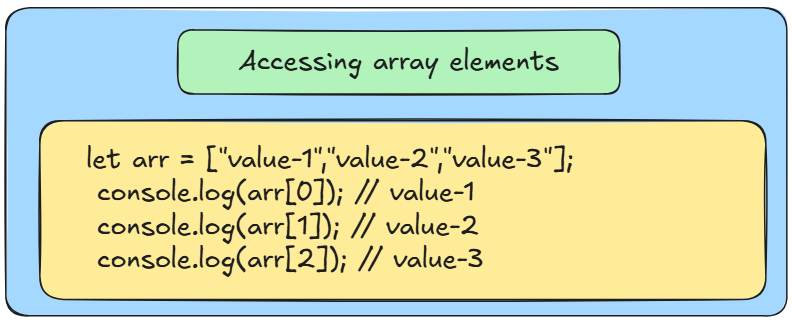 Accessing array elements
let arr = ["value-1","value-2","value-3"];
console.log(arr[0]); // value-1
console.log(arr[1]); // value-2
console.log(arr[2]); // value-3